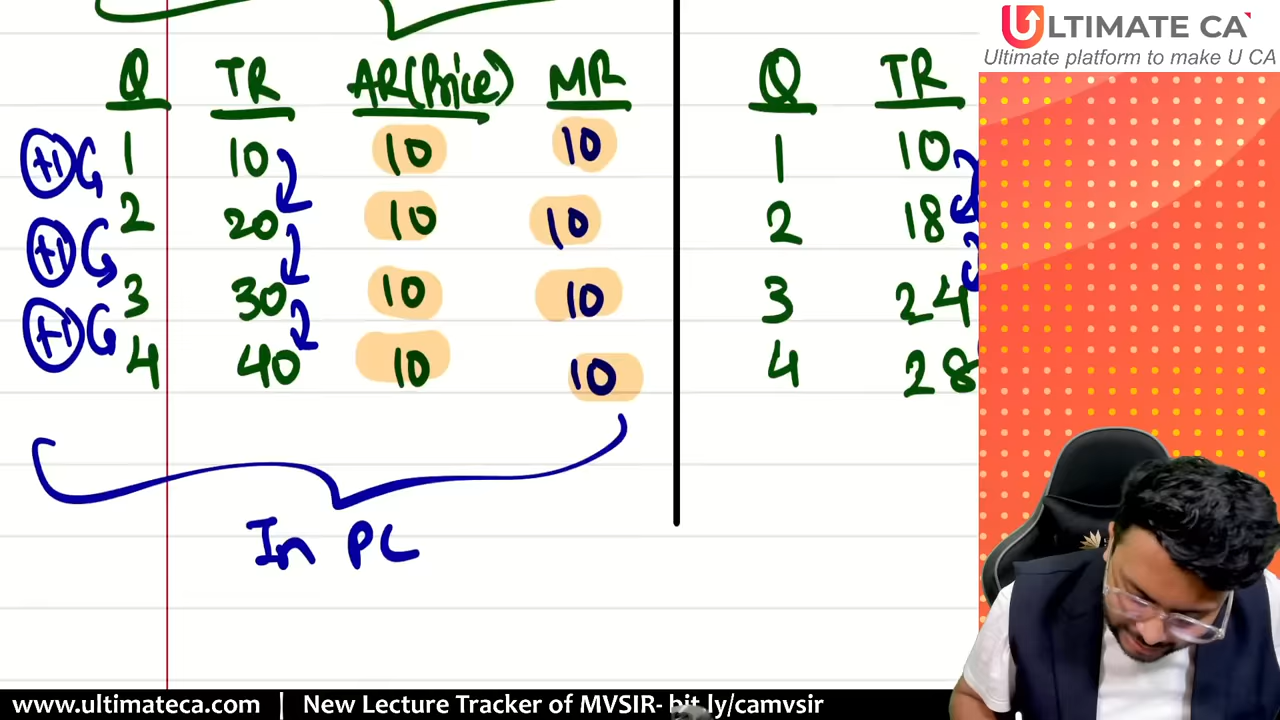 ULTIMATE CA
Ultimate platform to make U CA
Q TR AR(Price) MR
+1 1 10 10 10
+1 2 20 10 10
+1 3 30 10 10
4 40 10 10
In PC
Q TR
1 10
2 18
3 24
4 28
www.ultimateca.com | New Lecture Tracker of MVSIR- bit.ly/camvsir